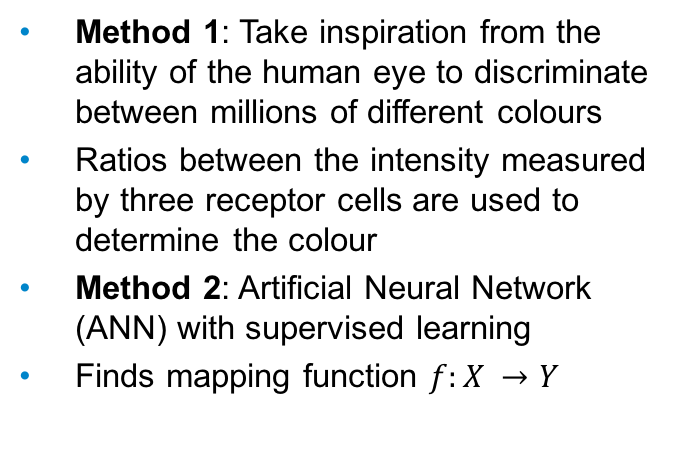 • Method 1: Take inspiration from the
ability of the human eye to discriminate
between millions of different colours
• Ratios between the intensity measured
by three receptor cells are used to
determine the colour
• Method 2: Artificial Neural Network
(ANN) with supervised learning
• Finds mapping function 𝑓: 𝑋 → 𝑌